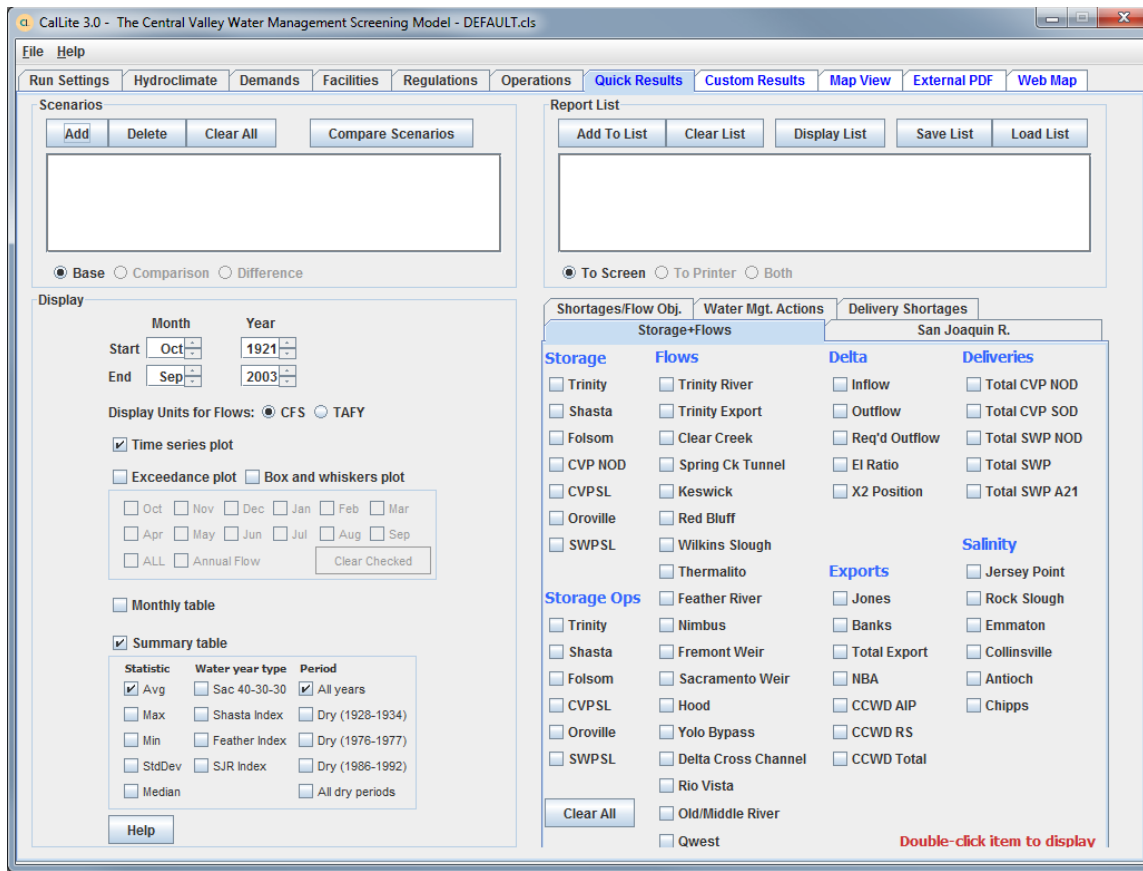 CL CalLite 3.0 - The Central Valley Water Management Screening Model - DEFAULT.cls
File Help
Run Settings Hydroclimate Demands Facilities Regulations Operations Quick Results Custom Results Map View External PDF Web Map
Scenarios
Add Delete Clear All Compare Scenarios
Base Comparison Difference
Report List
Add To List Clear List Display List Save List Load List
To Screen To Printer Both
Display
Month Year
Start Oct 1921
End Sep 2003
Display Units for Flows: CFS TAFY
Time series plot
Exceedance plot Box and whiskers plot
Oct Nov Dec Jan Feb Mar
Apr May Jun Jul Aug Sep
ALL Annual Flow Clear Checked
Monthly table
Summary table
Statistic Water year type Period
Avg Sac 40-30-30 All years
Max Shasta Index Dry (1928-1934)
Min Feather Index Dry (1976-1977)
StdDev SJR Index Dry (1986-1992)
Median All dry periods
Help
Shortages/Flow Obj. Water Mgt. Actions Delivery Shortages
Storage+Flows San Joaquin R.
Storage
Trinity
Shasta
Folsom
CVP NOD
CVPSL
Oroville
SWPSL
Storage Ops
Trinity
Shasta
Folsom
CVPSL
Oroville
SWPSL
Clear All
Flows
Trinity River
Trinity Export
Clear Creek
Spring Ck Tunnel
Keswick
Red Bluff
Wilkins Slough
Thermalito
Feather River
Nimbus
Fremont Weir
Sacramento Weir
Hood
Yolo Bypass
Delta Cross Channel
Rio Vista
Old/Middle River
Qwest
Delta
Inflow
Outflow
Req'd Outflow
EI Ratio
X2 Position
Exports
Jones
Banks
Total Export
NBA
CCWD AIP
CCWD RS
CCWD Total
Deliveries
Total CVP NOD
Total CVP SOD
Total SWP NOD
Total SWP
Total SWP A21
Salinity
Jersey Point
Rock Slough
Emmaton
Collinsville
Antioch
Chipps
Double-click item to display